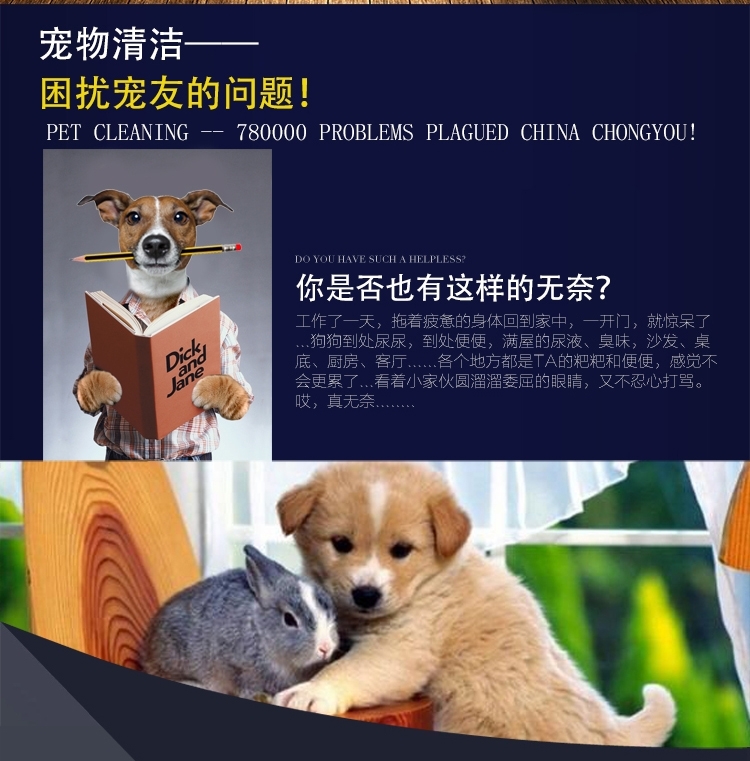 宠物清洁——
困扰宠友的问题！
PET CLEANING -- 780000 PROBLEMS PLAGUED CHINA CHONGYOU!
Dick
and
Jane
DO YOU HAVE SUCH A HELPLESS?
你是否也有这样的无奈？
工作了一天，拖着疲惫的身体回到家中，一开门，就惊呆了
...狗狗到处尿尿，到处便便，满屋的尿液、臭味，沙发、桌
底、厨房、客厅......各个地方都是TA的粑粑和便便，感觉不
会更累了...看着小家伙圆溜溜委屈的眼睛，又不忍心打骂。
哎，真无奈........